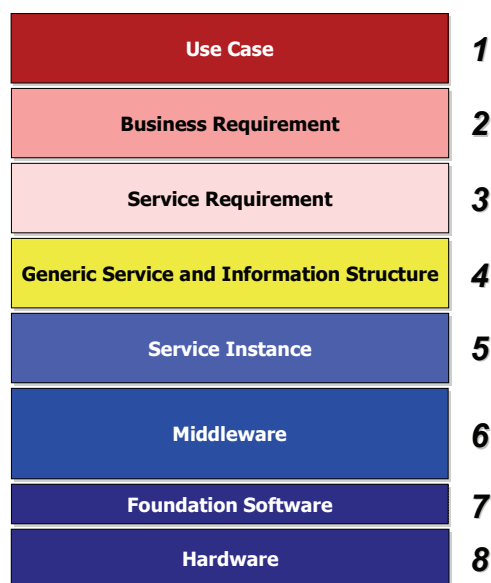 Use Case 1
Business Requirement 2
Service Requirement 3
Generic Service and Information Structure 4
Service Instance 5
Middleware 6
Foundation Software 7
Hardware 8